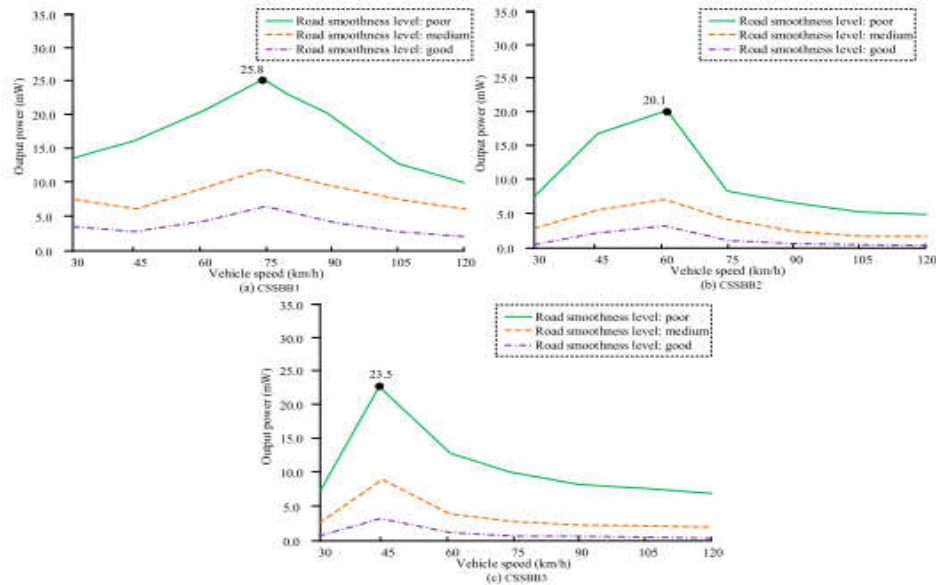 35.0
30.0
25.0
20.0
15.0
10.0
5.0
0.0
Output power (mW)
Road smoothness level: poor
Road smoothness level: medium
Road smoothness level: good
25.8
30 45 60 75 90 105 120
Vehicle speed (km/h)
(a) CSSBB1
35.0
30.0
25.0
20.0
15.0
10.0
5.0
0.0
Output power (mW)
Road smoothness level: poor
Road smoothness level: medium
Road smoothness level: good
20.1
30 45 60 75 90 105 120
Vehicle speed (km/h)
(b) CSSBB2
35.0
30.0
25.0
20.0
15.0
10.0
5.0
0.0
Output power (mW)
Road smoothness level: poor
Road smoothness level: medium
Road smoothness level: good
23.5
30 45 60 75 90 105 120
Vehicle speed (km/h)
(c) CSSBB3